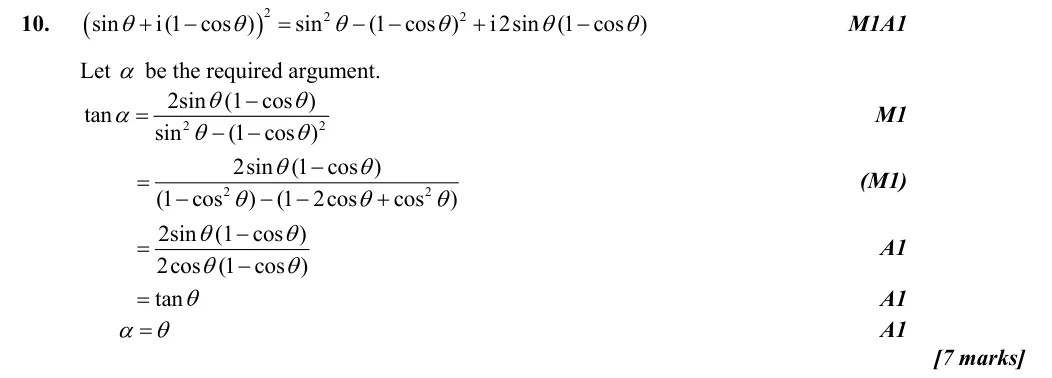 10. (sin θ + i(1 − cos θ))² = sin² θ − (1 − cos θ)² + i 2 sin θ (1 − cos θ) M1A1
Let α be the required argument.
tan α = 2 sin θ (1 − cos θ) / (sin² θ − (1 − cos θ)²) M1
= 2 sin θ (1 − cos θ) / ((1 − cos² θ) − (1 − 2 cos θ + cos² θ)) (M1)
= 2 sin θ (1 − cos θ) / (2 cos θ (1 − cos θ)) A1
= tan θ A1
α = θ A1
[7 marks]